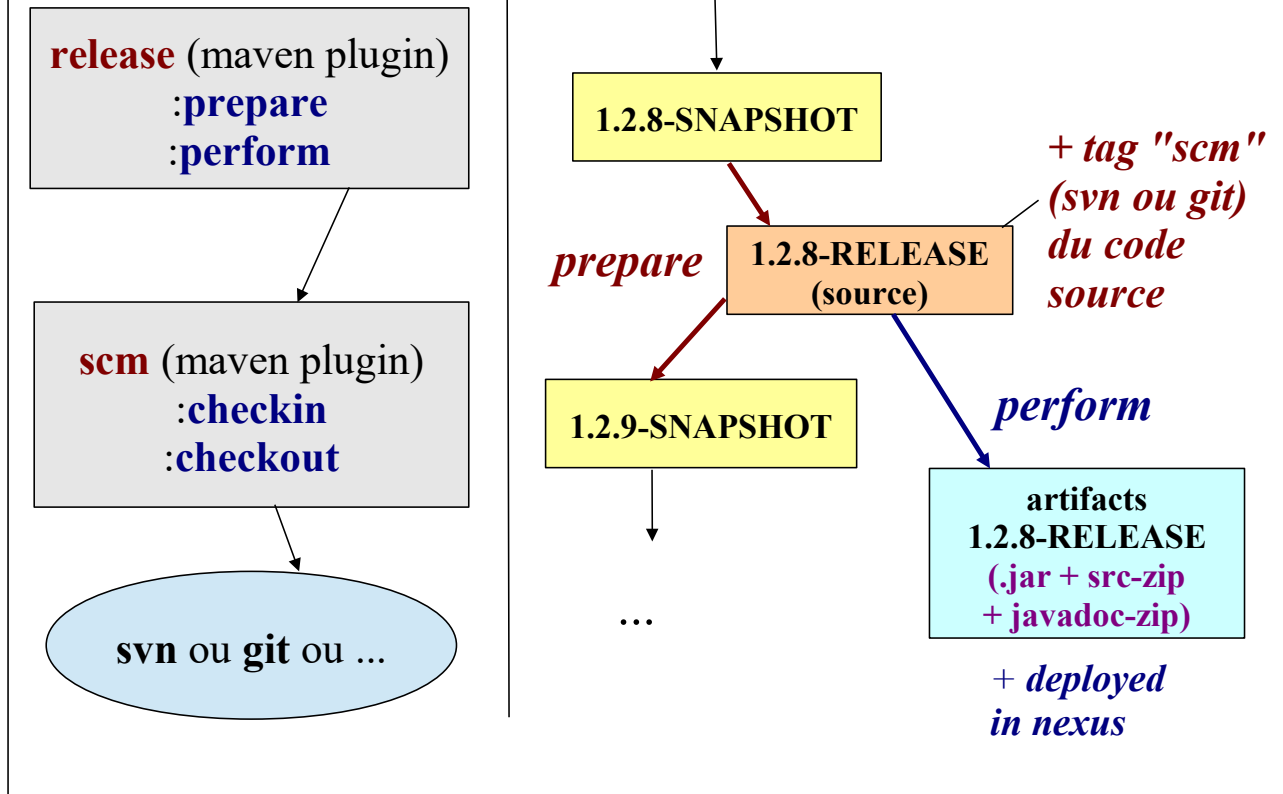 release (maven plugin)
:prepare
:perform
scm (maven plugin)
:checkin
:checkout
svn ou git ou ...
1.2.8-SNAPSHOT
+ tag "scm"
(svn ou git)
du code
source
prepare
1.2.8-RELEASE
(source)
1.2.9-SNAPSHOT
perform
...
artifacts
1.2.8-RELEASE
(.jar + src-zip
+ javadoc-zip)
+ deployed
in nexus